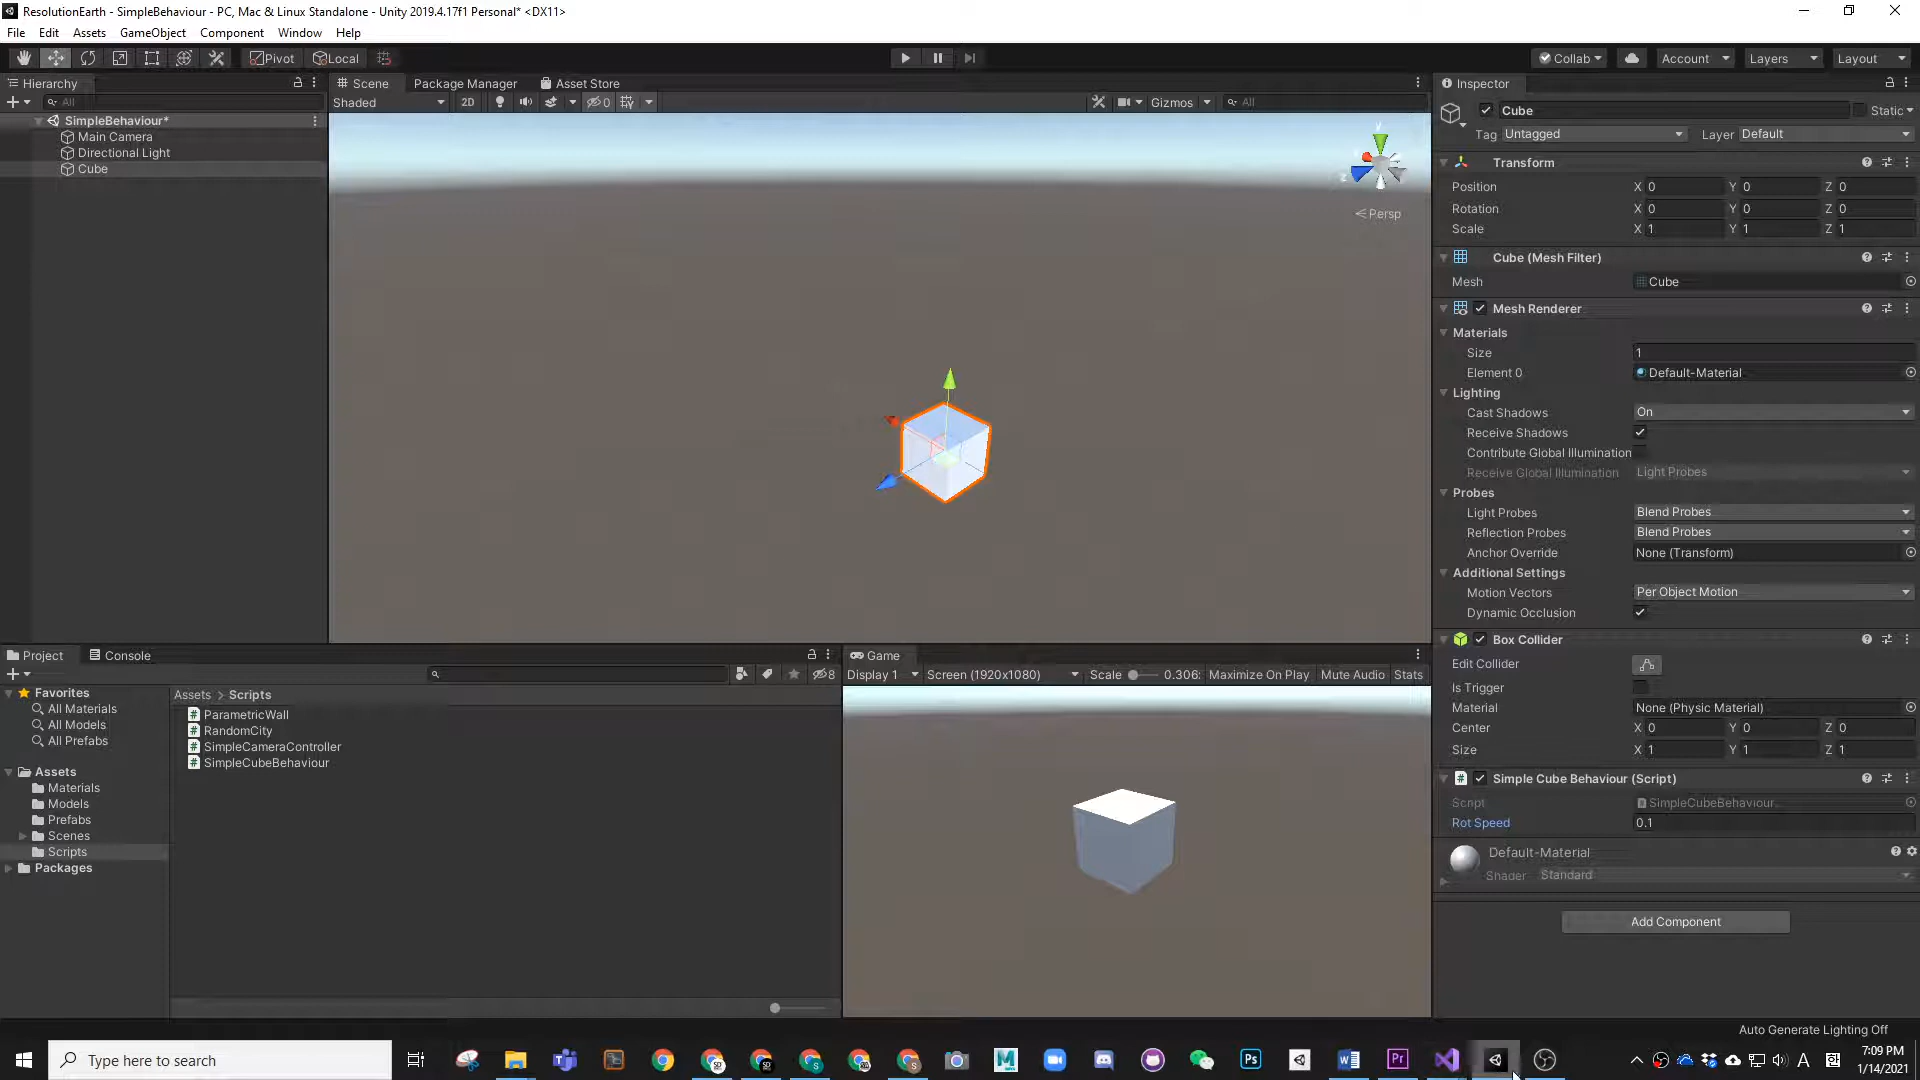 ResolutionEarth - SimpleBehaviour - PC, Mac & Linux Standalone - Unity 2019.4.17f1 Personal* <DX11>
File Edit Assets GameObject Component Window Help
Pivot Local Collab Account Layers Layout
Hierarchy Scene Package Manager Asset Store Inspector
All Shaded 2D 0 Gizmos All
Cube Static
Tag Untagged Layer Default
SimpleBehaviour*
Main Camera
Directional Light
Cube
y
z
Persp
Transform
Position X 0 Y 0 Z 0
Rotation X 0 Y 0 Z 0
Scale X 1 Y 1 Z 1
Cube (Mesh Filter)
Mesh Cube
Mesh Renderer
Materials
Size 1
Element 0 Default-Material
Lighting
Cast Shadows On
Receive Shadows
Contribute Global Illumination
Receive Global Illumination Light Probes
Probes
Light Probes Blend Probes
Reflection Probes Blend Probes
Anchor Override None (Transform)
Additional Settings
Motion Vectors Per Object Motion
Dynamic Occlusion
Box Collider
Edit Collider
Is Trigger
Material None (Physic Material)
Center X 0 Y 0 Z 0
Size X 1 Y 1 Z 1
Simple Cube Behaviour (Script)
Script SimpleCubeBehaviour
Rot Speed 0.1
Default-Material
Shader Standard
Add Component
Project Console
8
Favorites
All Materials
All Models
All Prefabs
Assets
Materials
Models
Prefabs
Scenes
Scripts
Packages
Assets > Scripts
ParametricWall
RandomCity
SimpleCameraController
SimpleCubeBehaviour
Game
Display 1 Screen (1920x1080) Scale 0.306: Maximize On Play Mute Audio Stats
Auto Generate Lighting Off
Type here to search
7:09 PM
1/14/2021